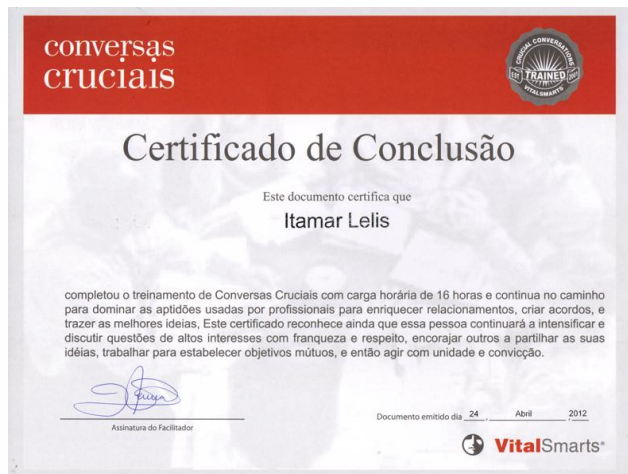 conversas
cruciais
CRUCIAL CONVERSATIONS
EST. TRAINED 2001
VITALSMARTS
Certificado de Conclusão
Este documento certifica que
Itamar Lelis
completou o treinamento de Conversas Cruciais com carga horária de 16 horas e continua no caminho
para dominar as aptidões usadas por profissionais para enriquecer relacionamentos, criar acordos, e
trazer as melhores ideias, Este certificado reconhece ainda que essa pessoa continuará a intensificar e
discutir questões de altos interesses com franqueza e respeito, encorajar outros a partilhar as suas
idéias, trabalhar para estabelecer objetivos mútuos, e então agir com unidade e convicção.
Assinatura do Facilitador
Documento emitido dia 24 , Abril , 2012
VitalSmarts®